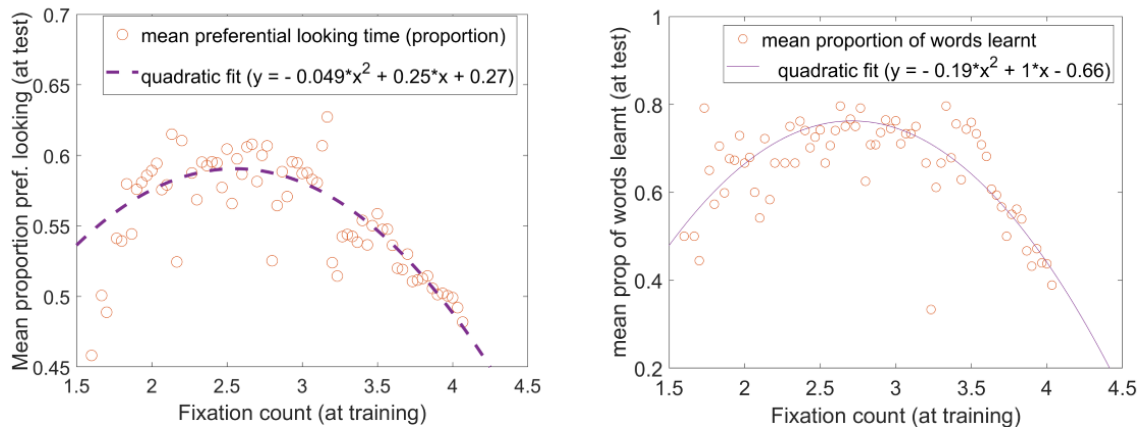 Mean proportion pref. looking (at test)
0.7
0.65
0.6
0.55
0.5
0.45
mean preferential looking time (proportion)
quadratic fit (y = - 0.049*x² + 0.25*x + 0.27)
1.5 2 2.5 3 3.5 4 4.5
Fixation count (at training)
mean prop of words learnt (at test)
1
0.8
0.6
0.4
0.2
mean proportion of words learnt
quadratic fit (y = - 0.19*x² + 1*x - 0.66)
1.5 2 2.5 3 3.5 4 4.5
Fixation count (at training)